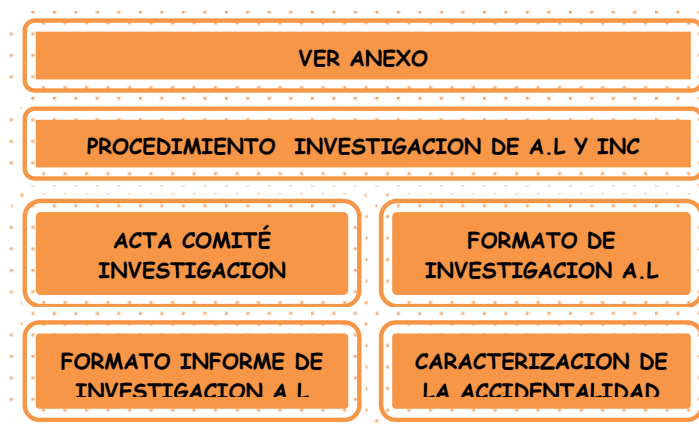 VER ANEXO
PROCEDIMIENTO INVESTIGACION DE A.L Y INC
ACTA COMITÉ
INVESTIGACION
FORMATO DE
INVESTIGACION A.L
FORMATO INFORME DE
INVESTIGACION A L
CARACTERIZACION DE
LA ACCIDENTALIDAD